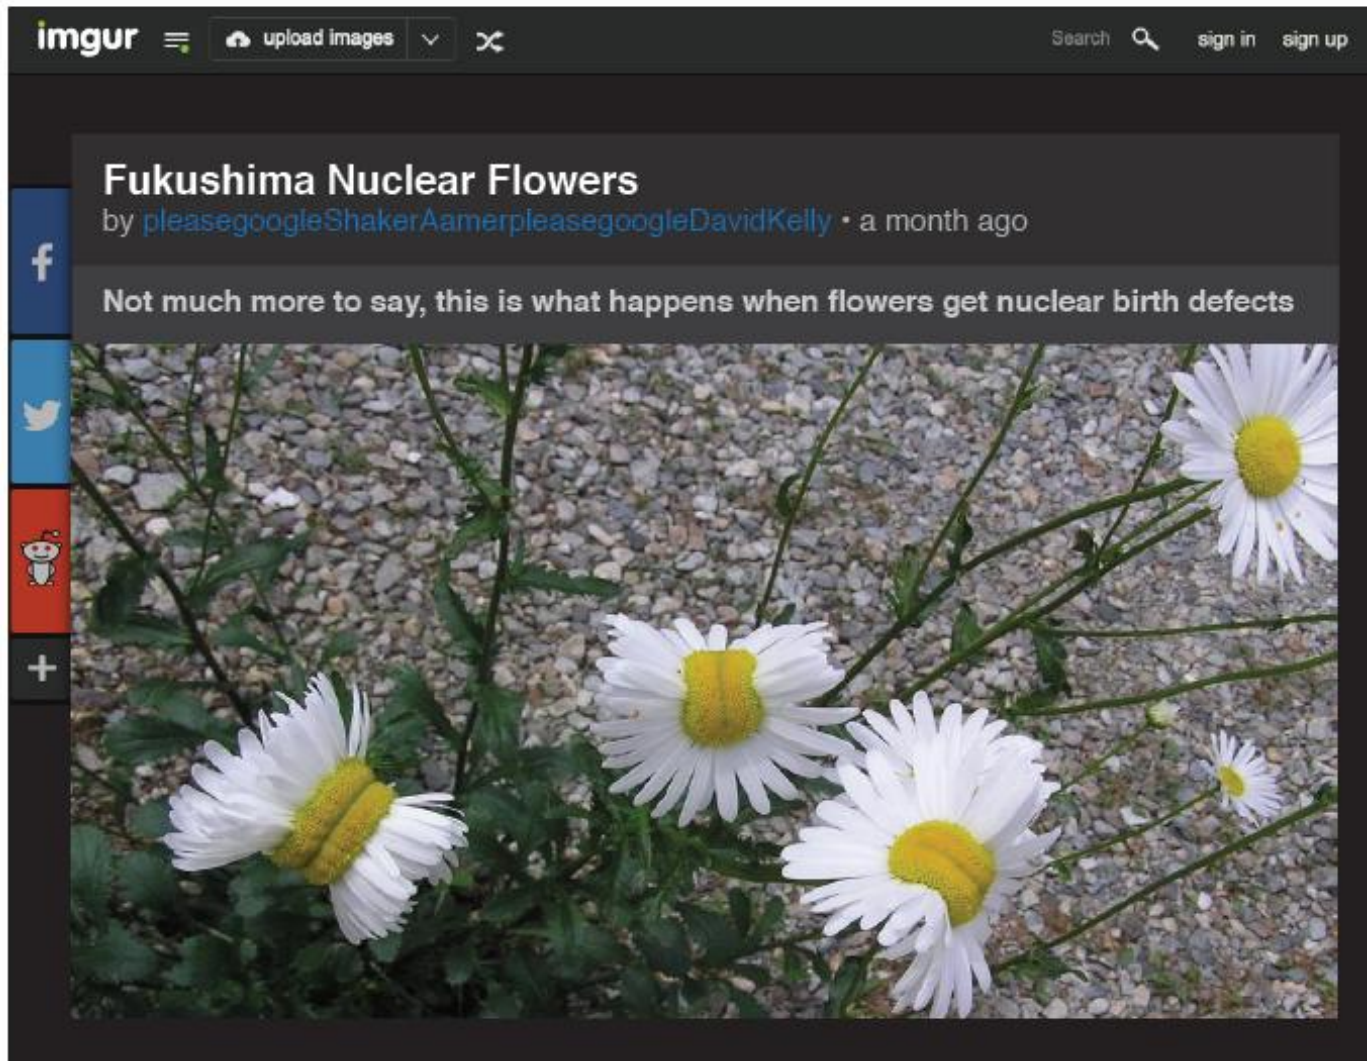 imgur
upload images
Search
sign in
sign up
Fukushima Nuclear Flowers
by pleasegoogleShakerAamerpleasegoogleDavidKelly • a month ago
f
Not much more to say, this is what happens when flowers get nuclear birth defects